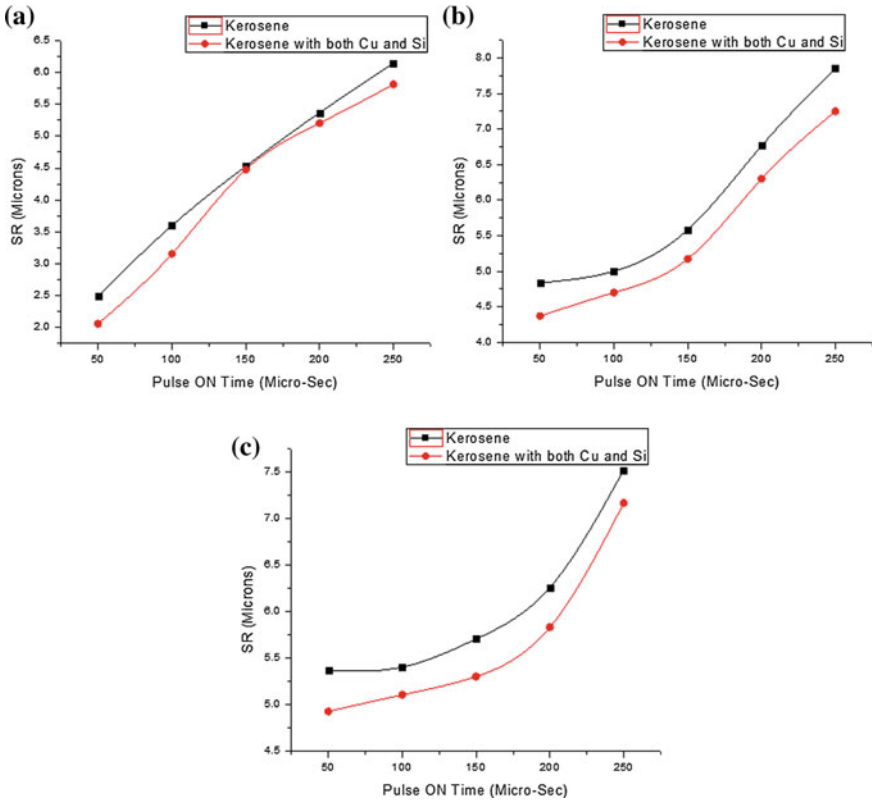 (a)
Kerosene
Kerosene with both Cu and Si
6.5
6.0
5.5
5.0
4.5
4.0
3.5
3.0
2.5
2.0
SR (Microns)
50 100 150 200 250
Pulse ON Time (Micro-Sec)
(b)
Kerosene
Kerosene with both Cu and Si
8.0
7.5
7.0
6.5
6.0
5.5
5.0
4.5
4.0
SR (Microns)
50 100 150 200 250
Pulse ON Time (Micro-Sec)
(c)
Kerosene
Kerosene with both Cu and Si
7.5
7.0
6.5
6.0
5.5
5.0
4.5
SR (Microns)
50 100 150 200 250
Pulse ON Time (Micro-Sec)